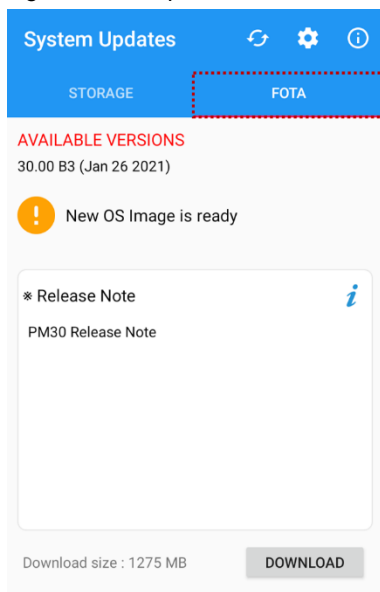 System Updates
STORAGE
FOTA
AVAILABLE VERSIONS
30.00 B3 (Jan 26 2021)
New OS Image is ready
※ Release Note
PM30 Release Note
Download size : 1275 MB
DOWNLOAD